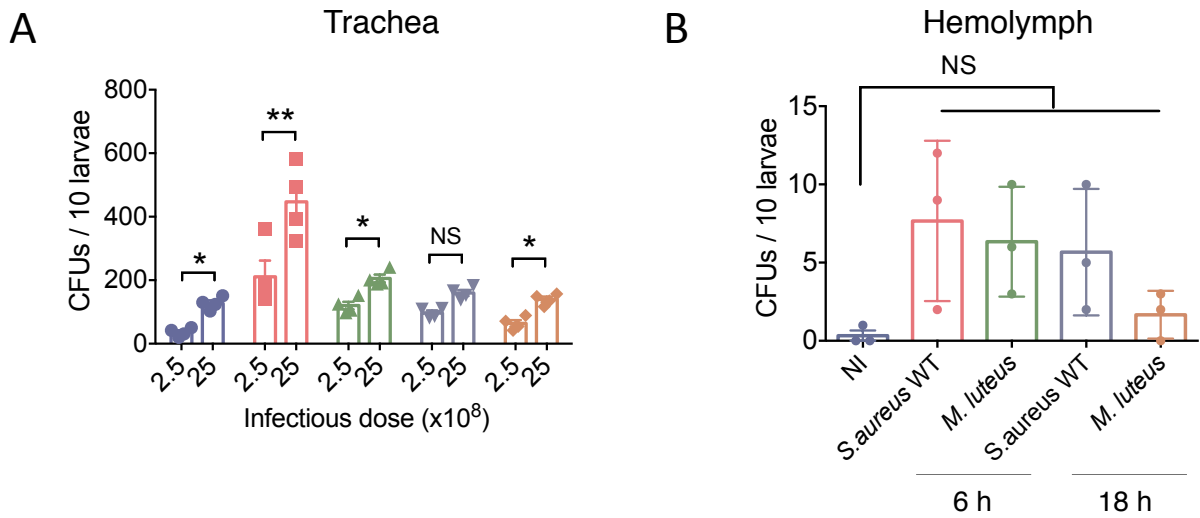 A
Trachea
CFUs / 10 larvae
800
600
400
200
0
*
**
*
NS
*
2.5
25
2.5
25
2.5
25
2.5
25
2.5
25
Infectious dose (x10⁸)
B
Hemolymph
NS
CFUs / 10 larvae
15
10
5
0
NI
S.aureus WT
M. luteus
S.aureus WT
M. luteus
6 h
18 h